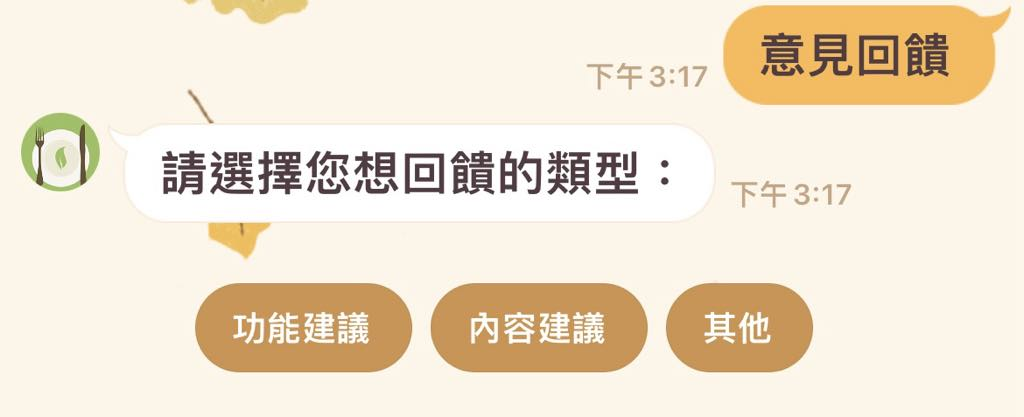 意見回饋
下午 3:17
請選擇您想回饋的類型：
下午 3:17
功能建議
內容建議
其他